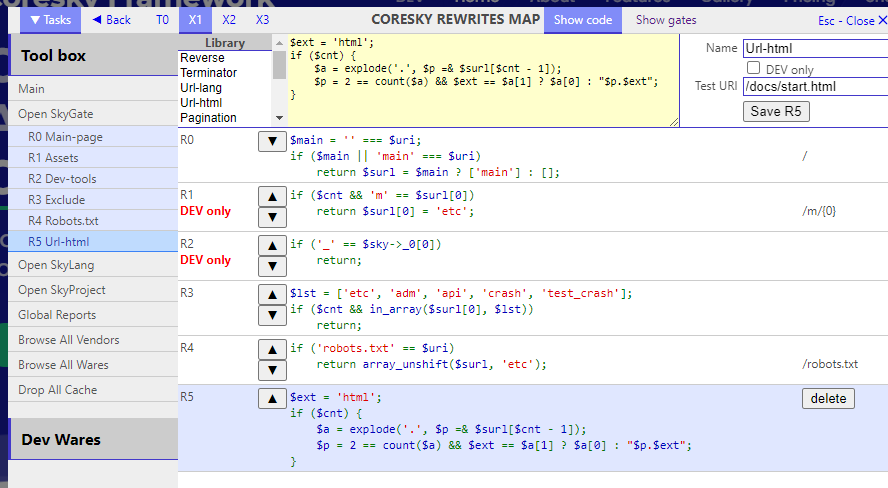 ▼ Tasks ◄ Back T0 X1 X2 X3 CORESKY REWRITES MAP Show code Show gates Esc - Close ✕
Tool box
Main
Open SkyGate
R0 Main-page
R1 Assets
R2 Dev-tools
R3 Exclude
R4 Robots.txt
R5 Url-html
Open SkyLang
Open SkyProject
Global Reports
Browse All Vendors
Browse All Wares
Drop All Cache
Dev Wares
Library
Reverse
Terminator
Url-lang
Url-html
Pagination
$ext = 'html';
if ($cnt) {
$a = explode('.', $p =& $surl[$cnt - 1]);
$p = 2 == count($a) && $ext == $a[1] ? $a[0] : "$p.$ext";
}
Name Url-html
DEV only
Test URI /docs/start.html
Save R5
R0 ▼ $main = '' === $uri;
if ($main || 'main' === $uri) /
return $surl = $main ? ['main'] : [];
R1 ▲ if ($cnt && 'm' == $surl[0])
DEV only ▼ return $surl[0] = 'etc'; /m/{0}
R2 ▲ if ('_' == $sky->_0[0])
DEV only ▼ return;
R3 ▲ $lst = ['etc', 'adm', 'api', 'crash', 'test_crash'];
▼ if ($cnt && in_array($surl[0], $lst))
return;
R4 ▲ if ('robots.txt' == $uri)
▼ return array_unshift($surl, 'etc'); /robots.txt
R5 ▲ $ext = 'html'; delete
if ($cnt) {
$a = explode('.', $p =& $surl[$cnt - 1]);
$p = 2 == count($a) && $ext == $a[1] ? $a[0] : "$p.$ext";
}